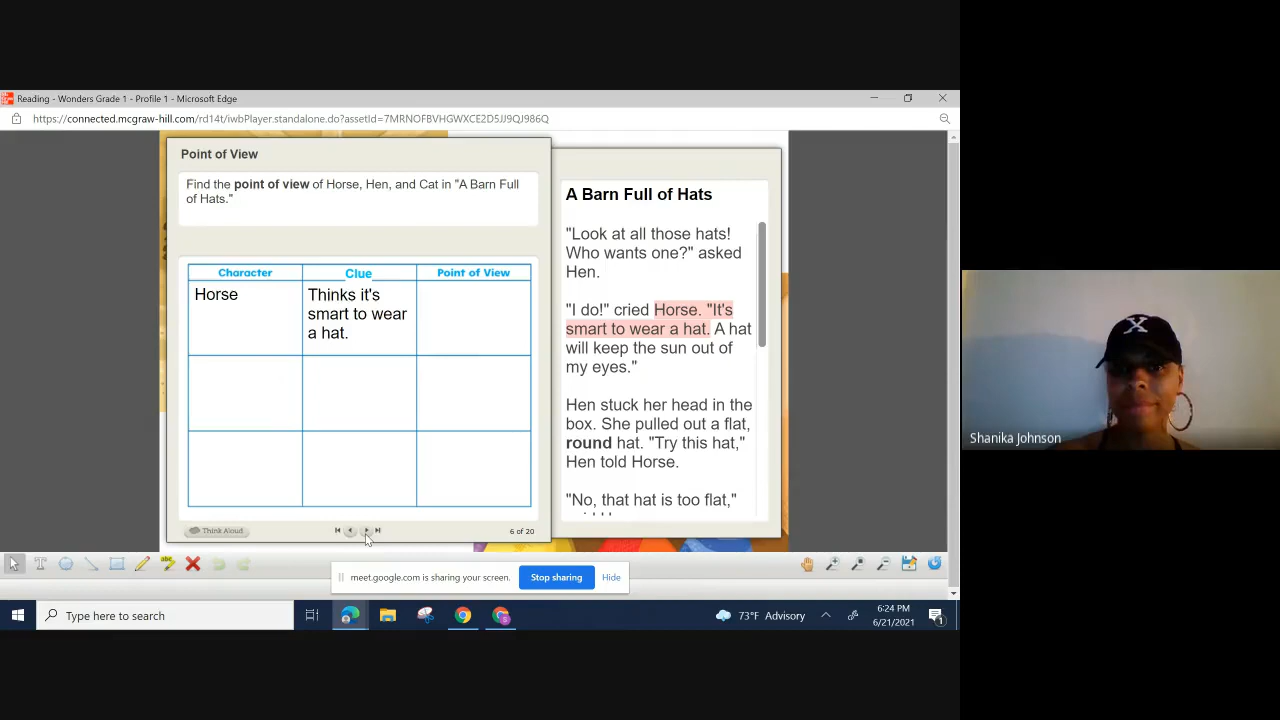 Reading - Wonders Grade 1 - Profile 1 - Microsoft Edge
https://connected.mcgraw-hill.com/rd14t/iwbPlayer.standalone.do?assetId=7MRNOFBVHGWXCE2D5JJ9QJ986Q
Point of View
Find the point of view of Horse, Hen, and Cat in "A Barn Full
of Hats."
Character Clue Point of View
Horse
Thinks it's
smart to wear
a hat.
Think Aloud
6 of 20
A Barn Full of Hats
"Look at all those hats!
Who wants one?" asked
Hen.
"I do!" cried Horse. "It's
smart to wear a hat. A hat
will keep the sun out of
my eyes."
Hen stuck her head in the
box. She pulled out a flat,
round hat. "Try this hat,"
Hen told Horse.
"No, that hat is too flat,"
T
abc
meet.google.com is sharing your screen.
Stop sharing
Hide
Type here to search
73°F Advisory
6:24 PM
6/21/2021
1
X
Shanika Johnson